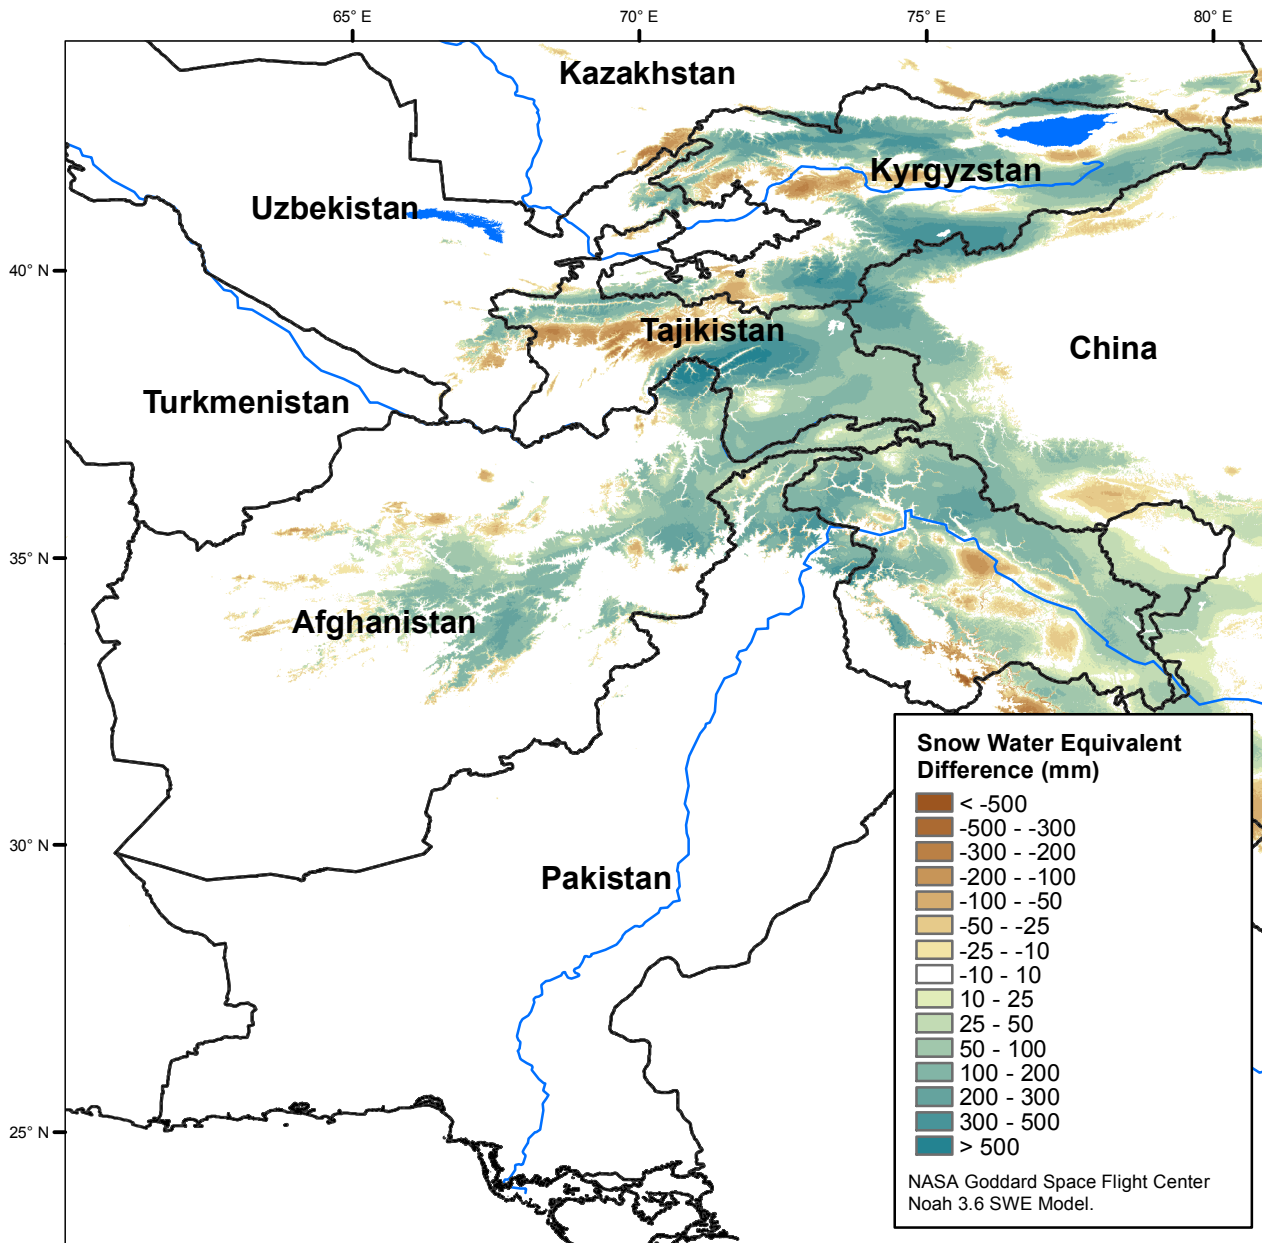 65° E
70° E
75° E
80° E
Kazakhstan
Kyrgyzstan
Uzbekistan
40° N
Tajikistan
China
Turkmenistan
35° N
Afghanistan
Snow Water Equivalent
Difference (mm)
< -500
-500 - -300
-300 - -200
-200 - -100
-100 - -50
-50 - -25
-25 - -10
-10 - 10
10 - 25
25 - 50
50 - 100
100 - 200
200 - 300
300 - 500
> 500
30° N
Pakistan
25° N
NASA Goddard Space Flight Center
Noah 3.6 SWE Model.